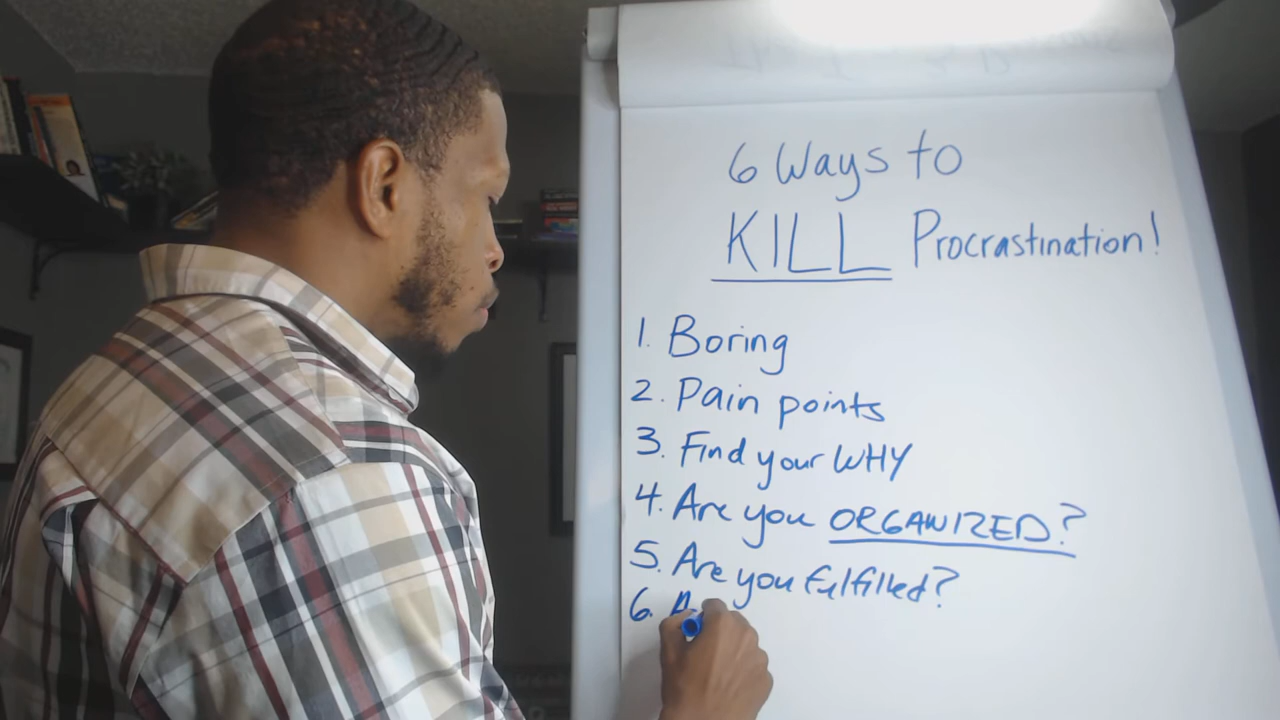 6 Ways to
KILL Procrastination!
1. Boring
2. Pain points
3. Find your WHY
4. Are you ORGANIZED?
5. Are you fulfilled?
6. A